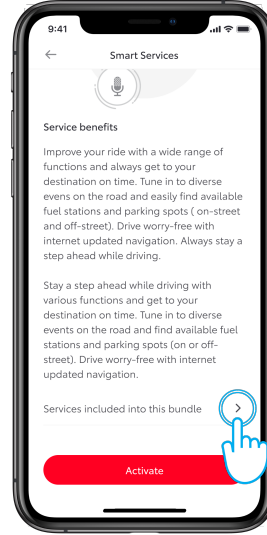 9:41
Smart Services
Service benefits
Improve your ride with a wide range of
functions and always get to your
destination on time. Tune in to diverse
evens on the road and easily find available
fuel stations and parking spots ( on-street
and off-street). Drive worry-free with
internet updated navigation. Always stay a
step ahead while driving.
Stay a step ahead while driving with
various functions and get to your
destination on time. Tune in to diverse
events on the road and find available fuel
stations and parking spots (on or off-
street). Drive worry-free with internet
updated navigation.
Services included into this bundle
Activate